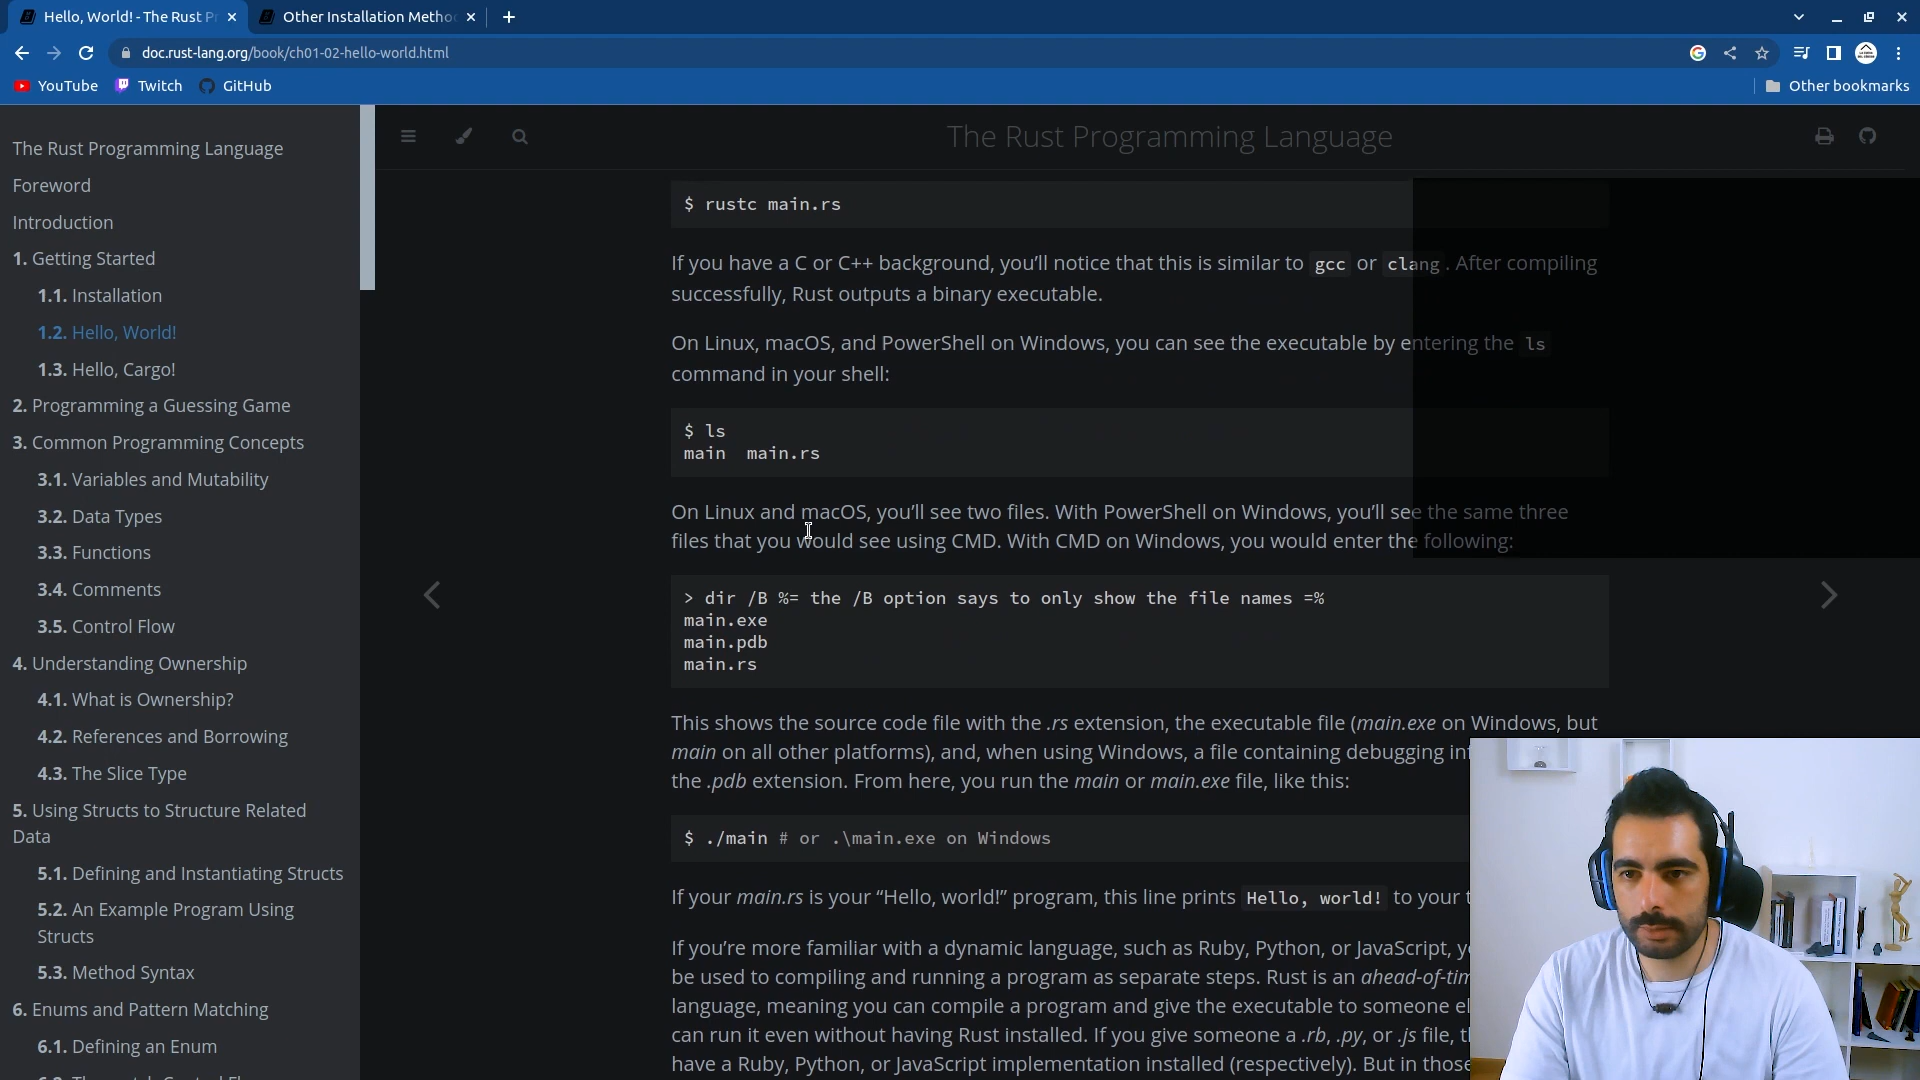 Hello, World! - The Rust Pr
Other Installation Metho
doc.rust-lang.org/book/ch01-02-hello-world.html
YouTube
Twitch
GitHub
Other bookmarks
The Rust Programming Language
Foreword
Introduction
1. Getting Started
1.1. Installation
1.2. Hello, World!
1.3. Hello, Cargo!
2. Programming a Guessing Game
3. Common Programming Concepts
3.1. Variables and Mutability
3.2. Data Types
3.3. Functions
3.4. Comments
3.5. Control Flow
4. Understanding Ownership
4.1. What is Ownership?
4.2. References and Borrowing
4.3. The Slice Type
5. Using Structs to Structure Related
Data
5.1. Defining and Instantiating Structs
5.2. An Example Program Using
Structs
5.3. Method Syntax
6. Enums and Pattern Matching
6.1. Defining an Enum
The Rust Programming Language
$ rustc main.rs
If you have a C or C++ background, you’ll notice that this is similar to gcc or clang. After compiling
successfully, Rust outputs a binary executable.
On Linux, macOS, and PowerShell on Windows, you can see the executable by entering the ls
command in your shell:
$ ls
main  main.rs
On Linux and macOS, you’ll see two files. With PowerShell on Windows, you’ll see the same three
files that you would see using CMD. With CMD on Windows, you would enter the following:
> dir /B %= the /B option says to only show the file names =%
main.exe
main.pdb
main.rs
This shows the source code file with the .rs extension, the executable file (main.exe on Windows, but
main on all other platforms), and, when using Windows, a file containing debugging in
the .pdb extension. From here, you run the main or main.exe file, like this:
$ ./main # or .\main.exe on Windows
If your main.rs is your “Hello, world!” program, this line prints Hello, world! to your t
If you’re more familiar with a dynamic language, such as Ruby, Python, or JavaScript, y
be used to compiling and running a program as separate steps. Rust is an ahead-of-tim
language, meaning you can compile a program and give the executable to someone el
can run it even without having Rust installed. If you give someone a .rb, .py, or .js file, t
have a Ruby, Python, or JavaScript implementation installed (respectively). But in those